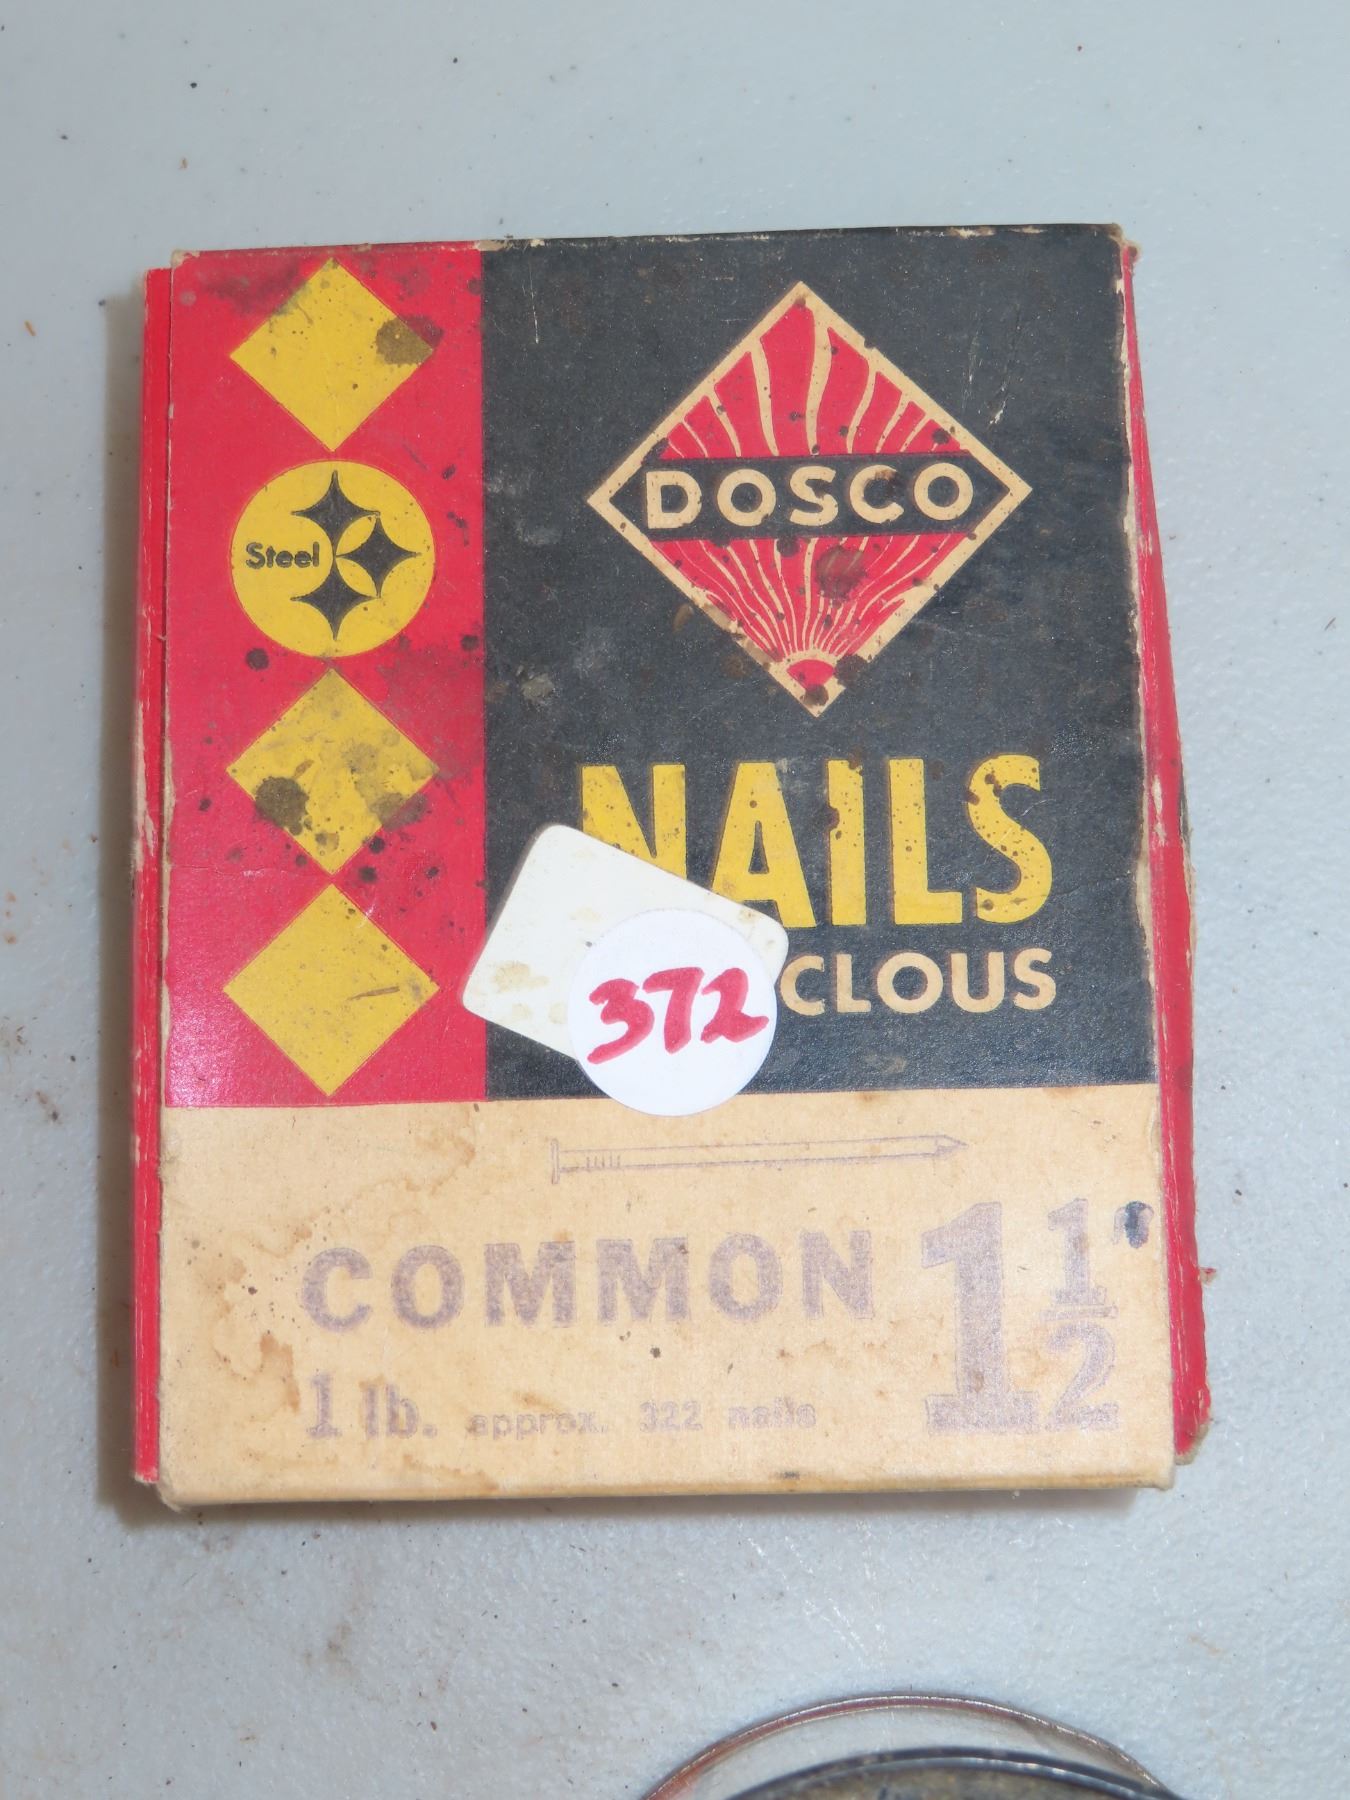 DOSCO
Steel
NAILS
CLOUS
372
COMMON 1 1/2"
1 lb. approx. 322 nails